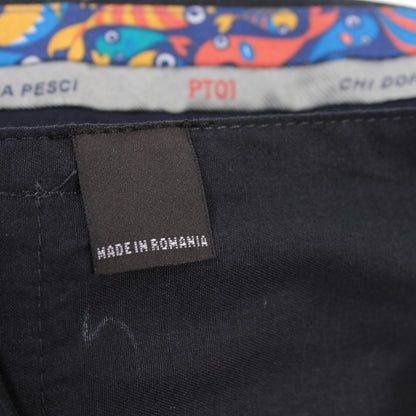 A PESCI PT01 CHI DOR
MADE IN ROMANIA